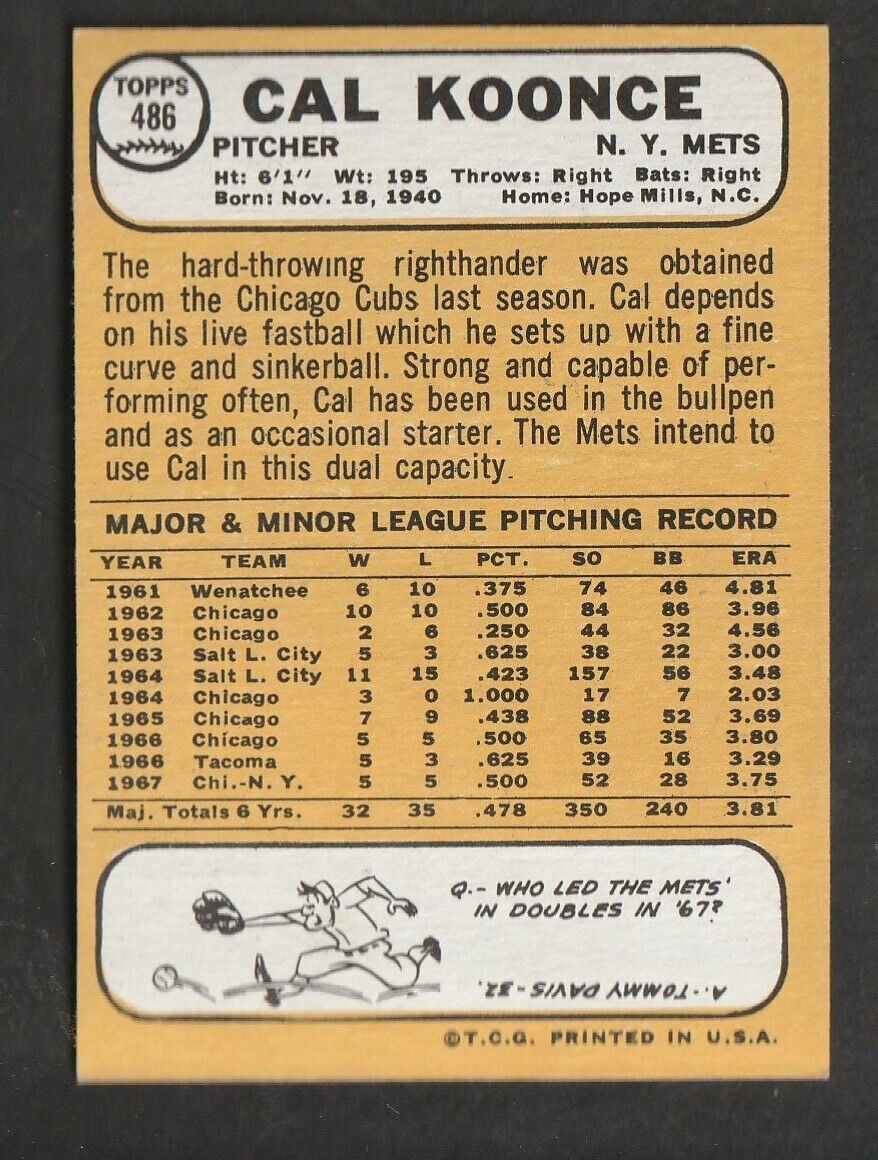 TOPPS
486
CAL KOONCE
PITCHER N. Y. METS
Ht: 6'1" Wt: 195 Throws: Right Bats: Right
Born: Nov. 18, 1940 Home: Hope Mills, N.C.
The hard-throwing righthander was obtained
from the Chicago Cubs last season. Cal depends
on his live fastball which he sets up with a fine
curve and sinkerball. Strong and capable of per-
forming often, Cal has been used in the bullpen
and as an occasional starter. The Mets intend to
use Cal in this dual capacity.
MAJOR & MINOR LEAGUE PITCHING RECORD
YEAR TEAM W L PCT. SO BB ERA
1961 Wenatchee 6 10 .375 74 46 4.81
1962 Chicago 10 10 .500 84 86 3.96
1963 Chicago 2 6 .250 44 32 4.56
1963 Salt L. City 5 3 .625 38 22 3.00
1964 Salt L. City 11 15 .423 157 56 3.48
1964 Chicago 3 0 1.000 17 7 2.03
1965 Chicago 7 9 .438 88 52 3.69
1966 Chicago 5 5 .500 65 35 3.80
1966 Tacoma 5 3 .625 39 16 3.29
1967 Chi.-N. Y. 5 5 .500 52 28 3.75
Maj. Totals 6 Yrs. 32 35 .478 350 240 3.81
Q.- WHO LED THE METS'
IN DOUBLES IN '67?
A.-TOMMY DAVIS-32.
©T.C.G. PRINTED IN U.S.A.